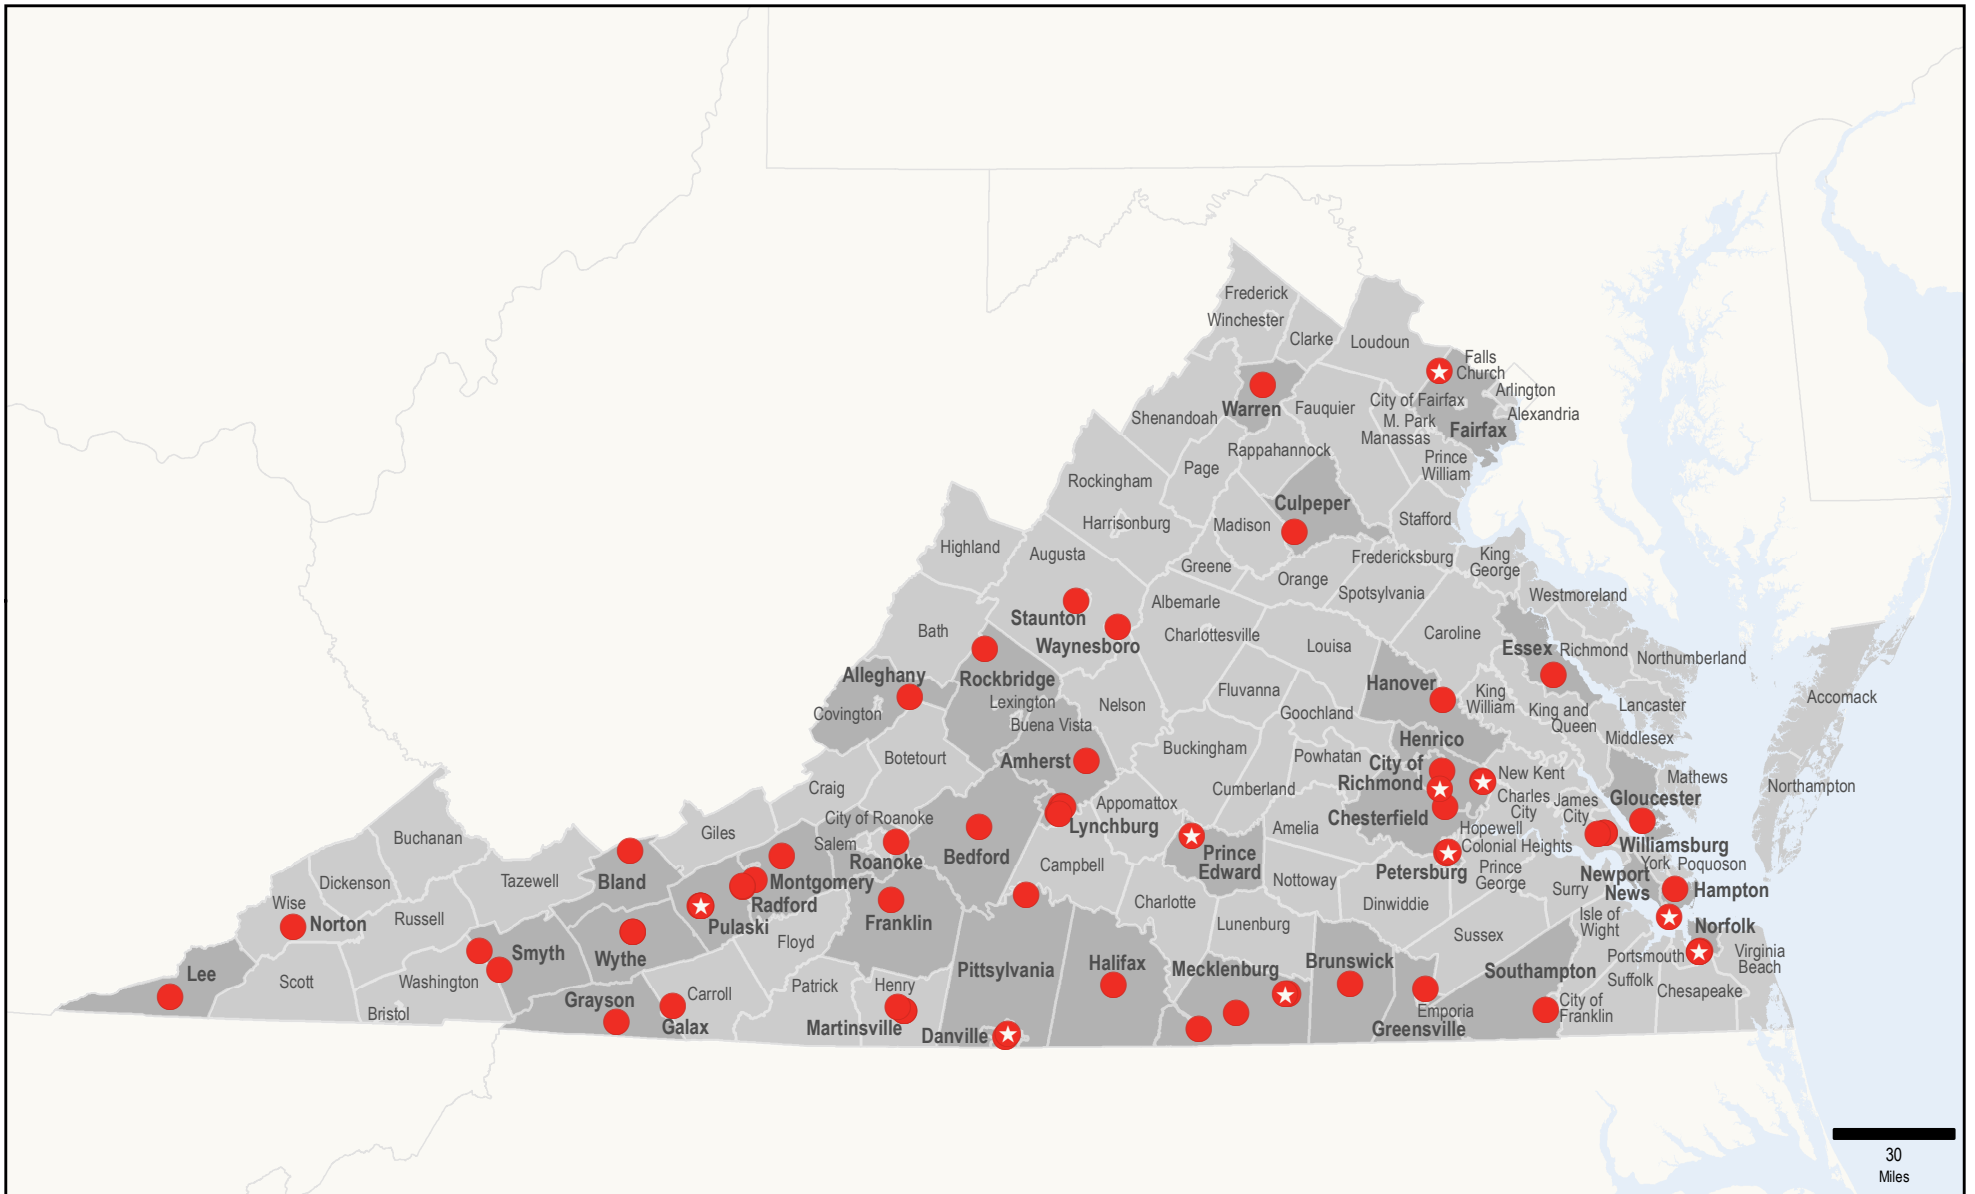 Frederick
Winchester
Clarke
Loudoun
Falls
Church
Arlington
City of Fairfax
Alexandria
M. Park
Manassas
Fairfax
Warren
Fauquier
Shenandoah
Rappahannock
Prince
William
Page
Rockingham
Culpeper
Harrisonburg
Madison
Stafford
Highland
Augusta
Greene
Fredericksburg
King
George
Orange
Spotsylvania
Westmoreland
Albemarle
Staunton
Bath
Charlottesville
Waynesboro
Louisa
Caroline
Essex
Richmond
Northumberland
Alleghany
Rockbridge
Lexington
Covington
Buena Vista
Nelson
Fluvanna
Goochland
Hanover
King
William
King and
Queen
Lancaster
Accomack
Middlesex
Henrico
Buckingham
Powhatan
City of
Richmond
Botetourt
Amherst
New Kent
Mathews
Northampton
Craig
Cumberland
Charles
City
James
City
Gloucester
Appomattox
Chesterfield
City of Roanoke
Lynchburg
Amelia
Hopewell
Colonial Heights
Williamsburg
Buchanan
Giles
Salem
Roanoke
Bedford
Campbell
Prince
Edward
Petersburg
Prince
George
York
Poquoson
Newport
News
Hampton
Dickenson
Tazewell
Bland
Montgomery
Radford
Nottoway
Surry
Wise
Norton
Russell
Pulaski
Franklin
Charlotte
Dinwiddie
Lunenburg
Isle of
Wight
Norfolk
Floyd
Sussex
Smyth
Wythe
Portsmouth
Virginia
Beach
Lee
Scott
Washington
Pittsylvania
Halifax
Mecklenburg
Brunswick
Southampton
Suffolk
Chesapeake
Bristol
Grayson
Carroll
Galax
Patrick
Henry
Martinsville
Danville
Emporia
Greensville
City of
Franklin
30
Miles